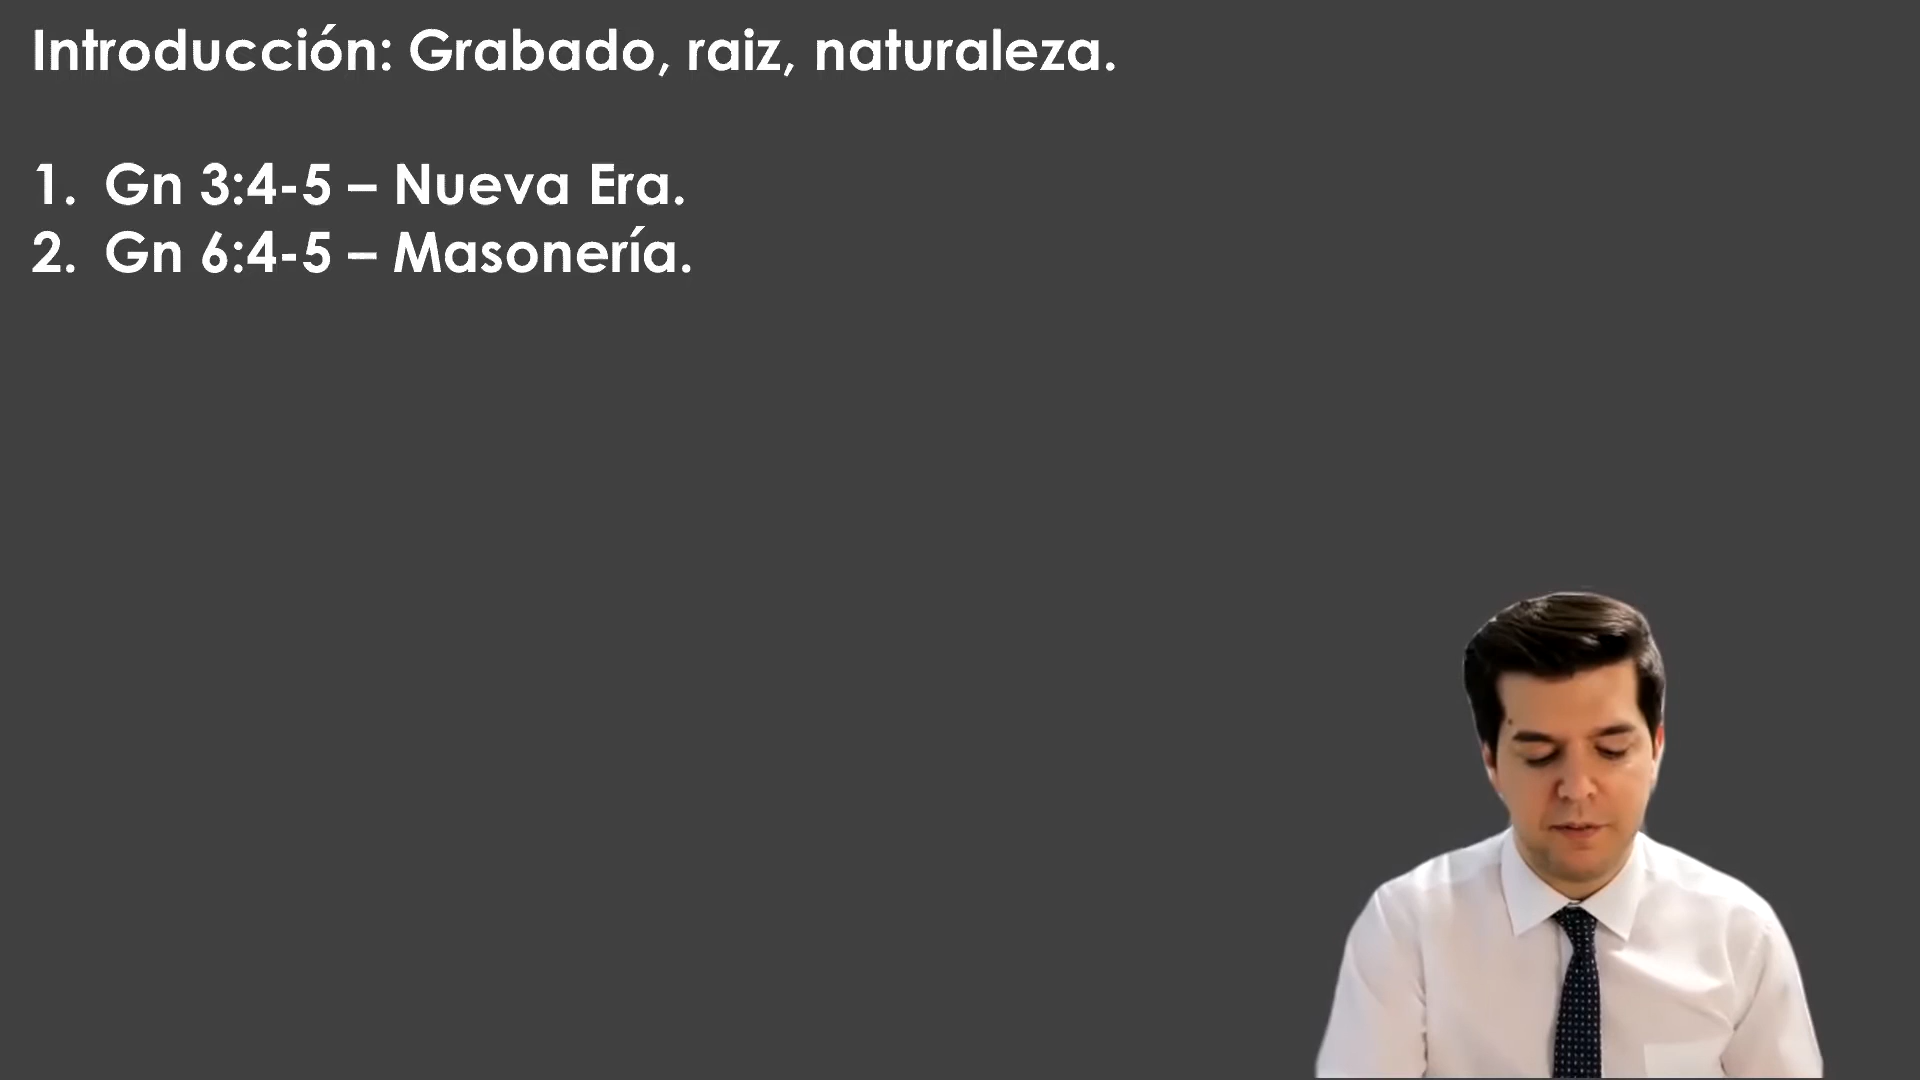 Introducción: Grabado, raiz, naturaleza.
1. Gn 3:4-5 – Nueva Era.
2. Gn 6:4-5 – Masonería.